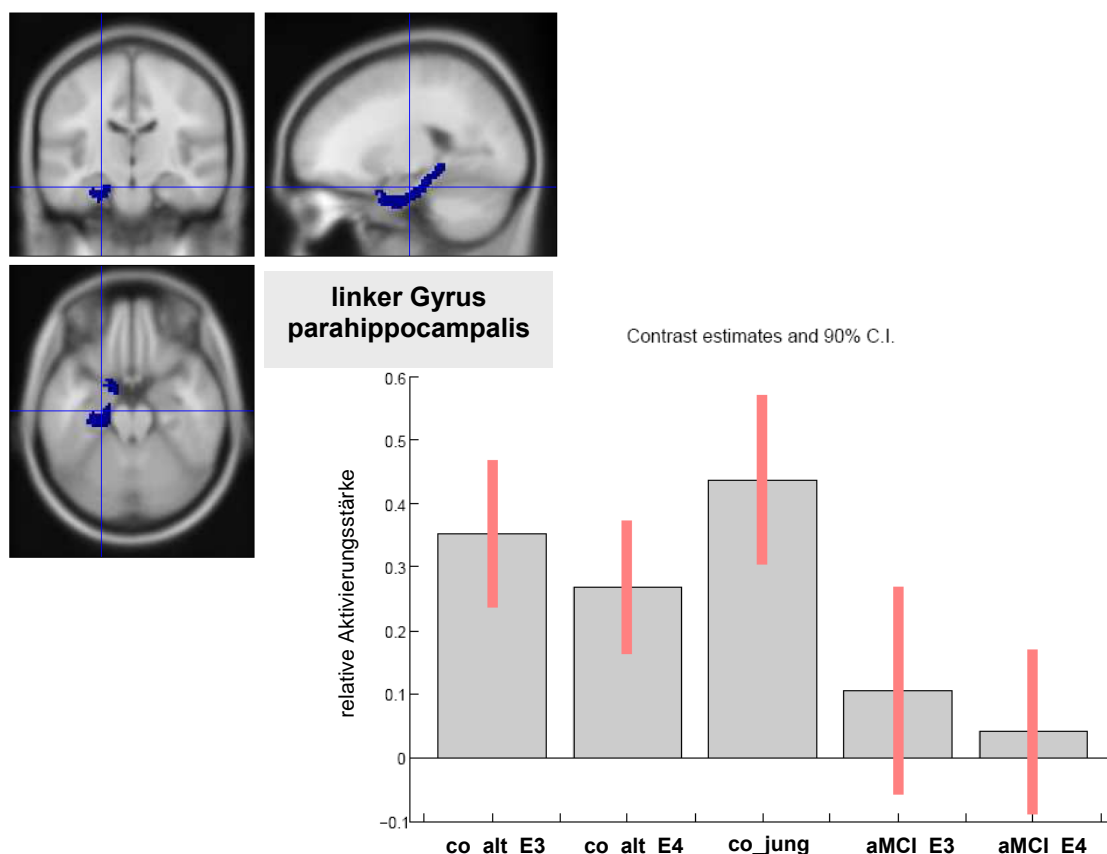 linker Gyrus
parahippocampalis
Contrast estimates and 90% C.I.
relative Aktivierungsstärke
0.6
0.5
0.4
0.3
0.2
0.1
0
−0.1
co_alt_E3
co_alt_E4
co_jung
aMCI_E3
aMCI_E4